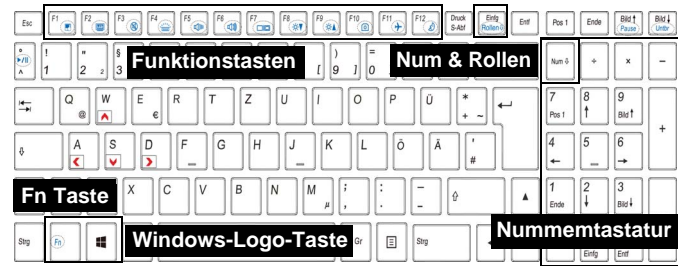 Esc F1 F2 F3 F4 F5 F6 F7 F8 F9 F10 F11 F12 Druck S-Abf Einfg Rollen Entf Pos 1 Ende Bild Pause Bild Untbr
^ ! 1 " 2 2 § 3 [ 9 ) ] = 0 Num ÷ × −
Funktionstasten
Num & Rollen
Q @ W E € R T Z U I O P Ü * + ~ 7 Pos 1 8 9 Bild
A S D F G H J K L Ö Ä ' # 4 5 6 +
Fn Taste
X C V B N M µ ; , : . _ - 1 Ende 2 3 Bild
Nummemtastatur
Strg Fn
Windows-Logo-Taste
Gr Strg Einfg Entf